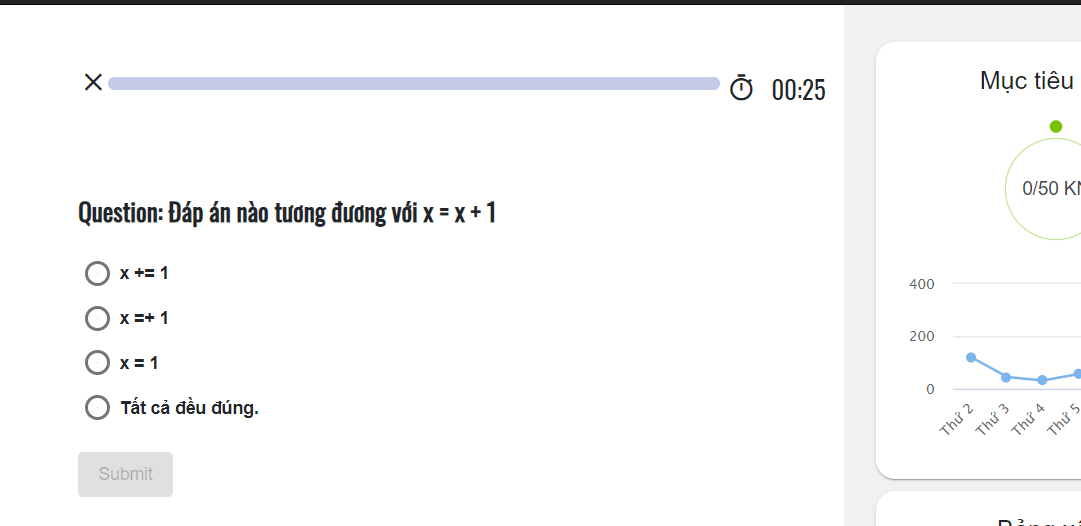 00:25
Question: Đáp án nào tương đương với x = x + 1
x += 1
x =+ 1
x = 1
Tất cả đều đúng.
Submit
Mục tiêu
0/50
400
200
0
Thứ 2
Thứ 3
Thứ 4
Thứ 5